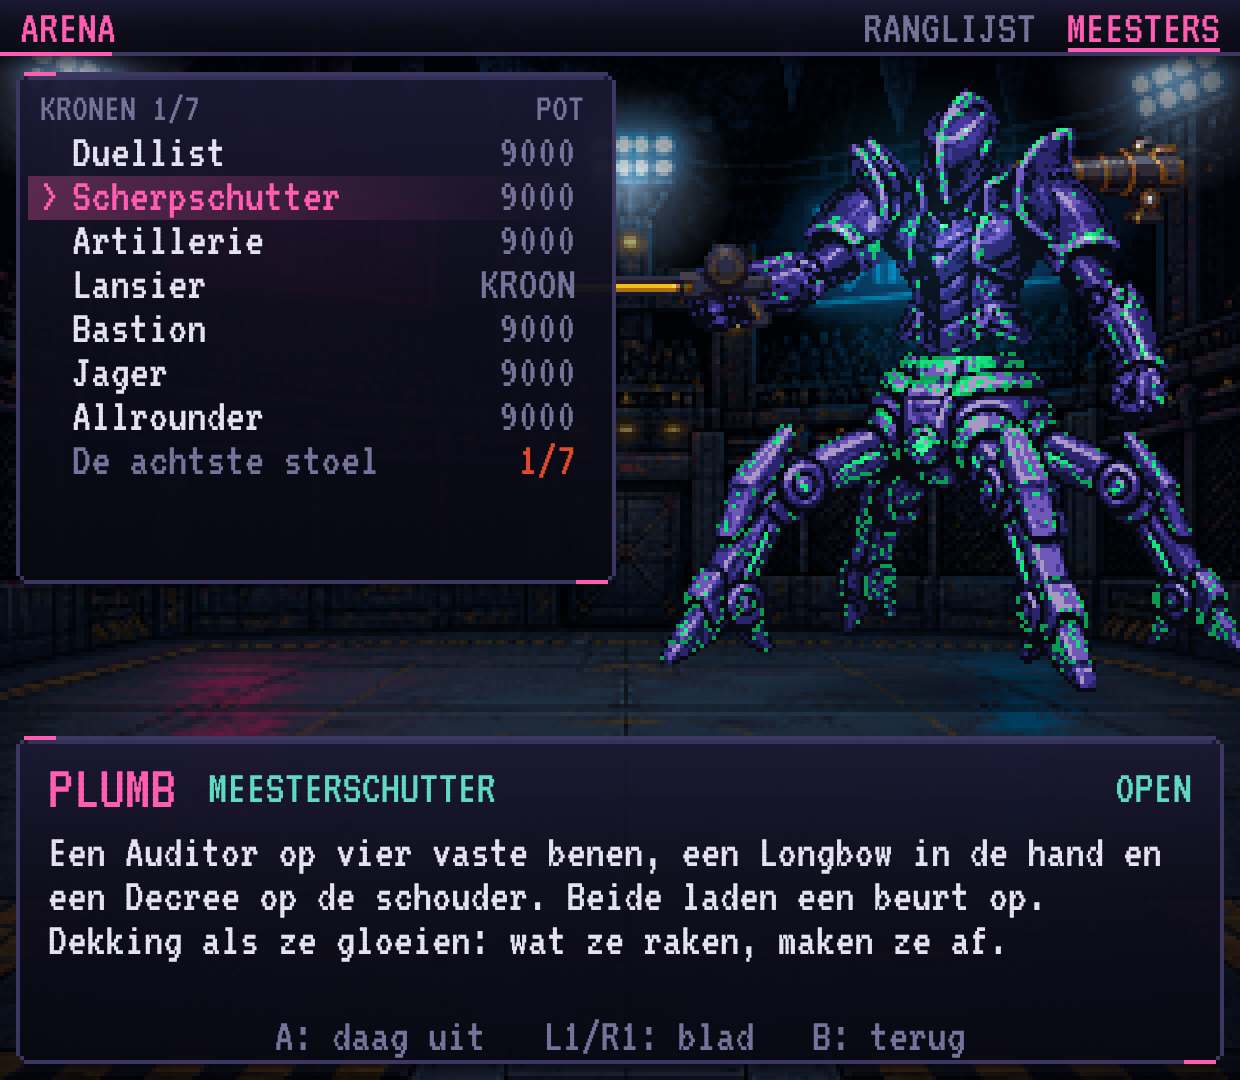 ARENA RANGLIJST MEESTERS
KRONEN 1/7 POT
Duellist 9000
> Scherpschutter 9000
Artillerie 9000
Lansier KROON
Bastion 9000
Jager 9000
Allrounder 9000
De achtste stoel 1/7
PLUMB MEESTERSCHUTTER OPEN
Een Auditor op vier vaste benen, een Longbow in de hand en
een Decree op de schouder. Beide laden een beurt op.
Dekking als ze gloeien: wat ze raken, maken ze af.
A: daag uit L1/R1: blad B: terug